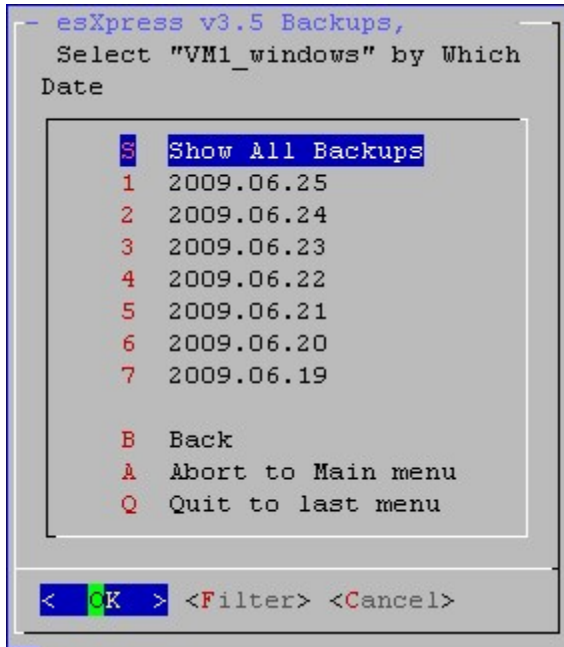 esXpress v3.5 Backups,
Select "VM1_windows" by Which
Date
S Show All Backups
1 2009.06.25
2 2009.06.24
3 2009.06.23
4 2009.06.22
5 2009.06.21
6 2009.06.20
7 2009.06.19
B Back
A Abort to Main menu
Q Quit to last menu
< OK > <Filter> <Cancel>